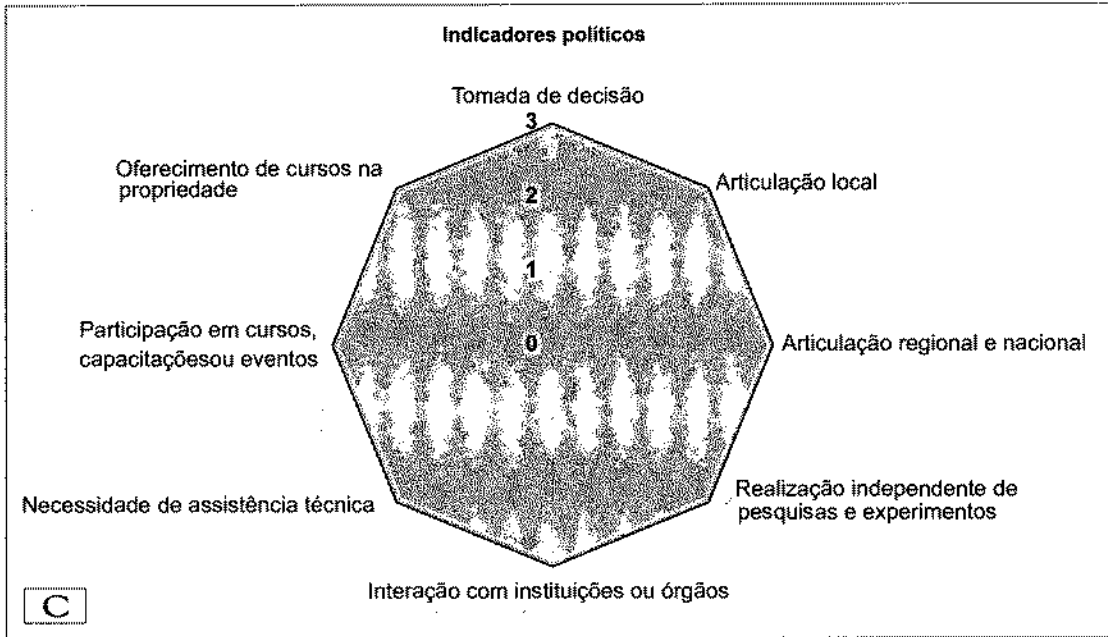 Indicadores políticos
Tomada de decisão
3
Oferecimento de cursos na
propriedade
Articulação local
2
1
Participação em cursos,
capacitaçõesou eventos
0
Articulação regional e nacional
Necessidade de assistência técnica
Realização independente de
pesquisas e experimentos
Interação com instituições ou órgãos
C